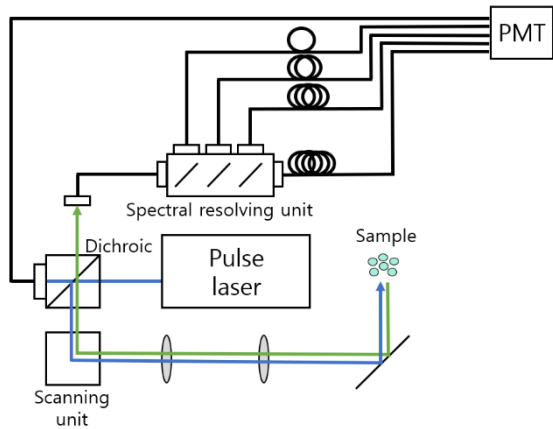 PMT
Spectral resolving unit
Dichroic
Pulse
laser
Sample
Scanning
unit